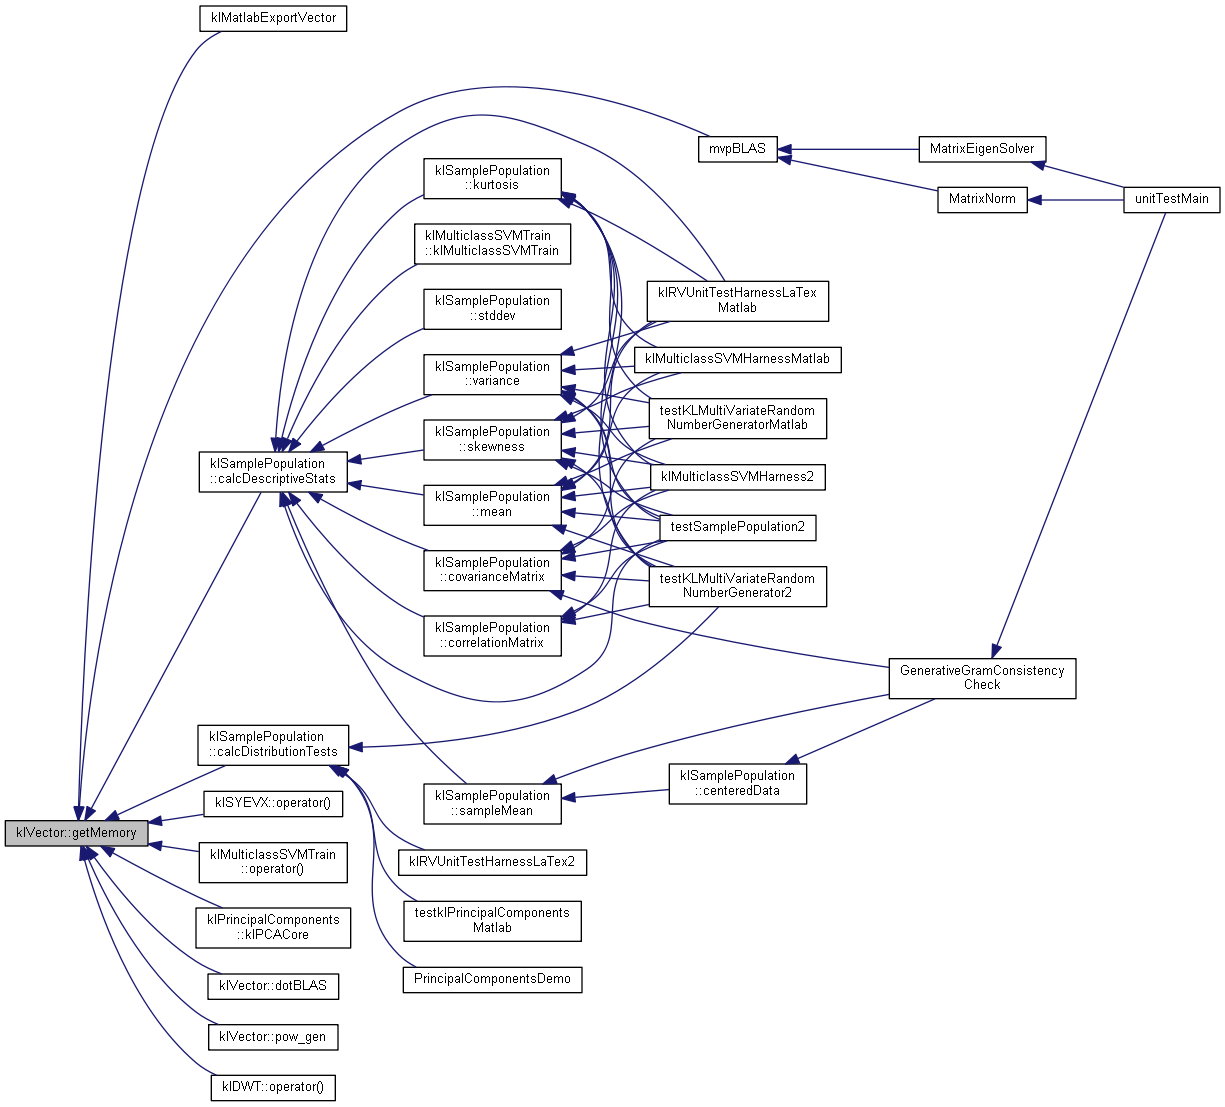 klMatlabExportVector
mvpBLAS
MatrixEigenSolver
MatrixNorm
unitTestMain
klSamplePopulation
::kurtosis
klMulticlassSVMTrain
::klMulticlassSVMTrain
klSamplePopulation
::stddev
klRVUnitTestHarnessLaTex
Matlab
klSamplePopulation
::variance
klMulticlassSVMHarnessMatlab
klSamplePopulation
::skewness
testKLMultiVariateRandom
NumberGeneratorMatlab
klSamplePopulation
::calcDescriptiveStats
klMulticlassSVMHarness2
klSamplePopulation
::mean
testSamplePopulation2
klSamplePopulation
::covarianceMatrix
testKLMultiVariateRandom
NumberGenerator2
klSamplePopulation
::correlationMatrix
GenerativeGramConsistency
Check
klSamplePopulation
::calcDistributionTests
klSamplePopulation
::centeredData
klSamplePopulation
::sampleMean
klSYEVX::operator()
klVector::getMemory
klMulticlassSVMTrain
::operator()
klRVUnitTestHarnessLaTex2
klPrincipalComponents
::klPCACore
testklPrincipalComponents
Matlab
PrincipalComponentsDemo
klVector::dotBLAS
klVector::pow_gen
klDWT::operator()